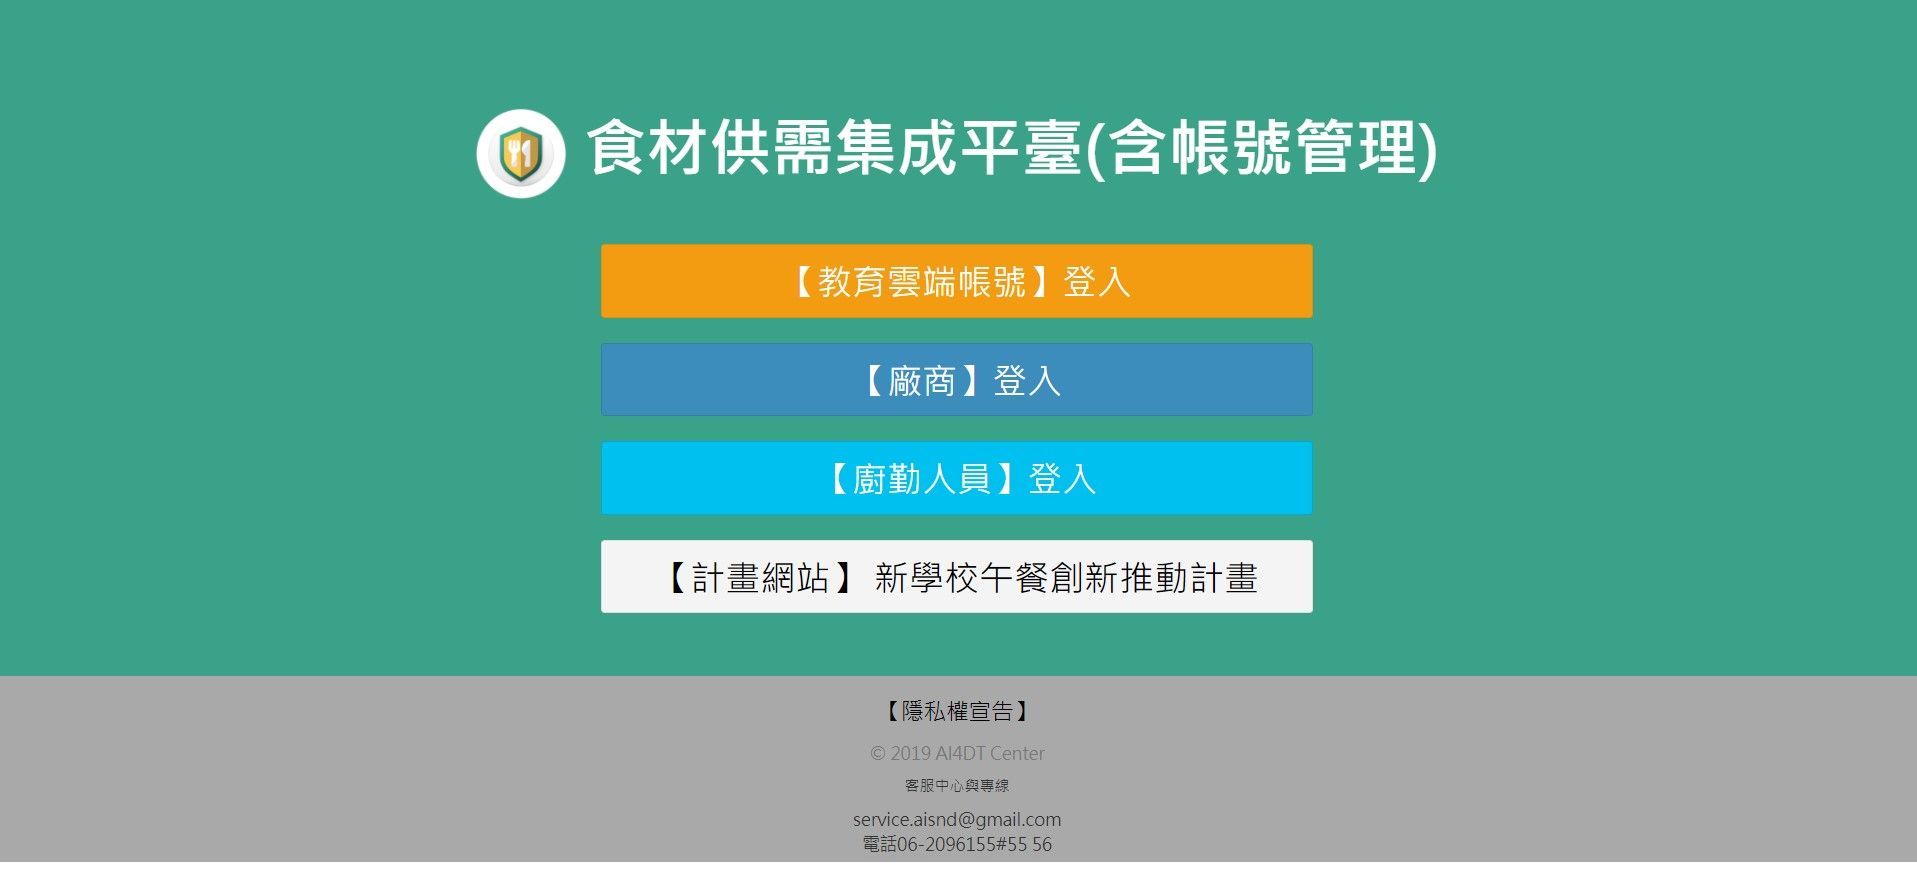 食材供需集成平臺(含帳號管理)
【教育雲端帳號】登入
【廠商】登入
【廚勤人員】登入
【計畫網站】 新學校午餐創新推動計畫
【隱私權宣告】
© 2019 AI4DT Center
客服中心與專線
service.aisnd@gmail.com
電話06-2096155#55 56